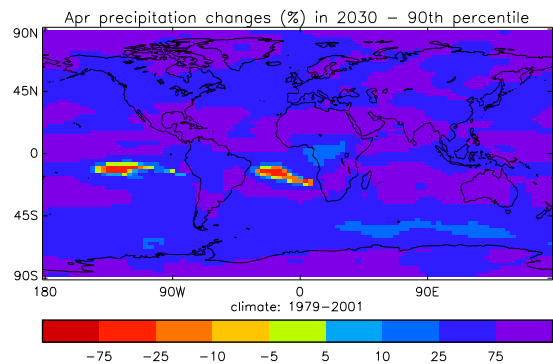 Apr precipitation changes (%) in 2030 − 90th percentile
90N
45N
0
45S
90S
180 90W 0 90E
climate: 1979−2001
−75 −25 −10 −5 5 10 25 75